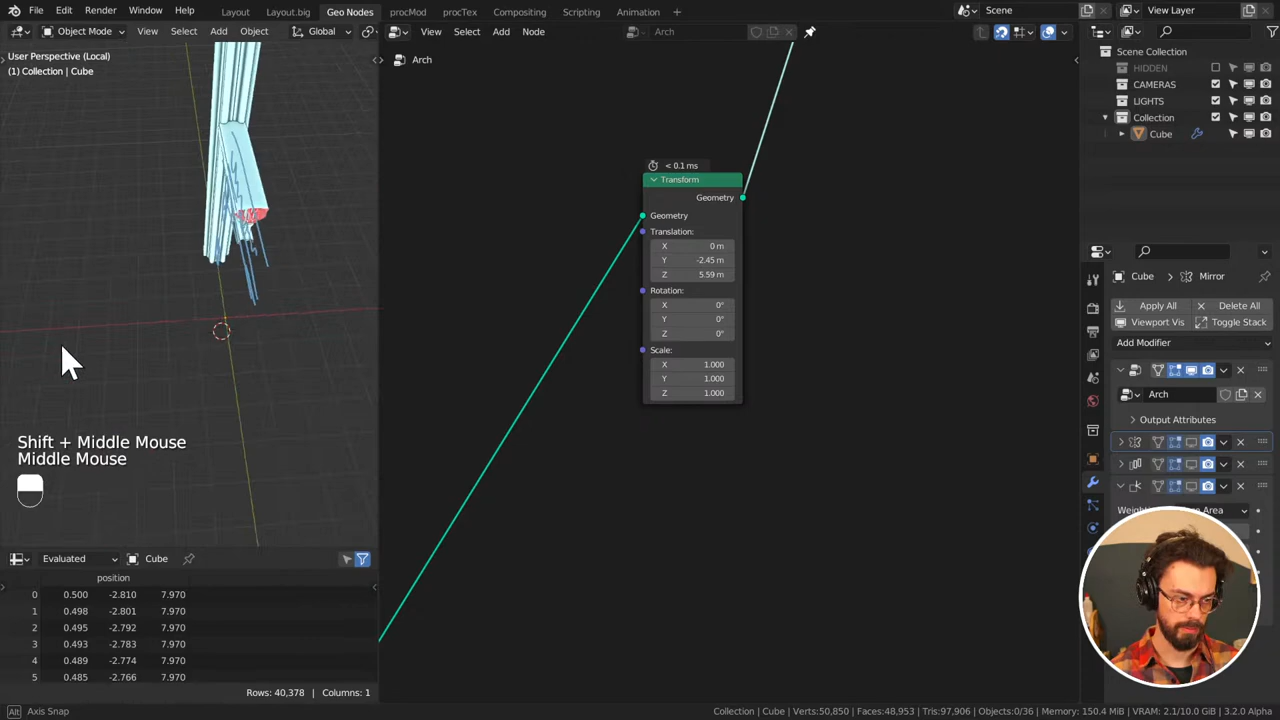 File Edit Render Window Help Layout Layout.big Geo Nodes procMod procTex Compositing Scripting Animation + Scene View Layer
Object Mode View Select Add Object Global View Select Add Node Arch
User Perspective (Local)
(1) Collection | Cube
Arch
Scene Collection
HIDDEN
CAMERAS
LIGHTS
Collection
Cube
< 0.1 ms
Transform
Geometry
Geometry
Translation:
X 0 m
Y -2.45 m
Z 5.59 m
Rotation:
X 0°
Y 0°
Z 0°
Scale:
X 1.000
Y 1.000
Z 1.000
Cube Mirror
Apply All Delete All
Viewport Vis Toggle Stack
Add Modifier
Arch
Output Attributes
Area
Shift + Middle Mouse
Middle Mouse
Evaluated Cube
position
0 0.500 -2.810 7.970
1 0.498 -2.801 7.970
2 0.495 -2.792 7.970
3 0.493 -2.783 7.970
4 0.489 -2.774 7.970
5 0.485 -2.766 7.970
Rows: 40,378 | Columns: 1
Alt Axis Snap
Collection | Cube | Verts:50,850 | Faces:48,953 | Tris:97,906 | Objects:0/36 | Memory: 150.4 MiB | VRAM: 2.1/10.0 GiB | 3.2.0 Alpha